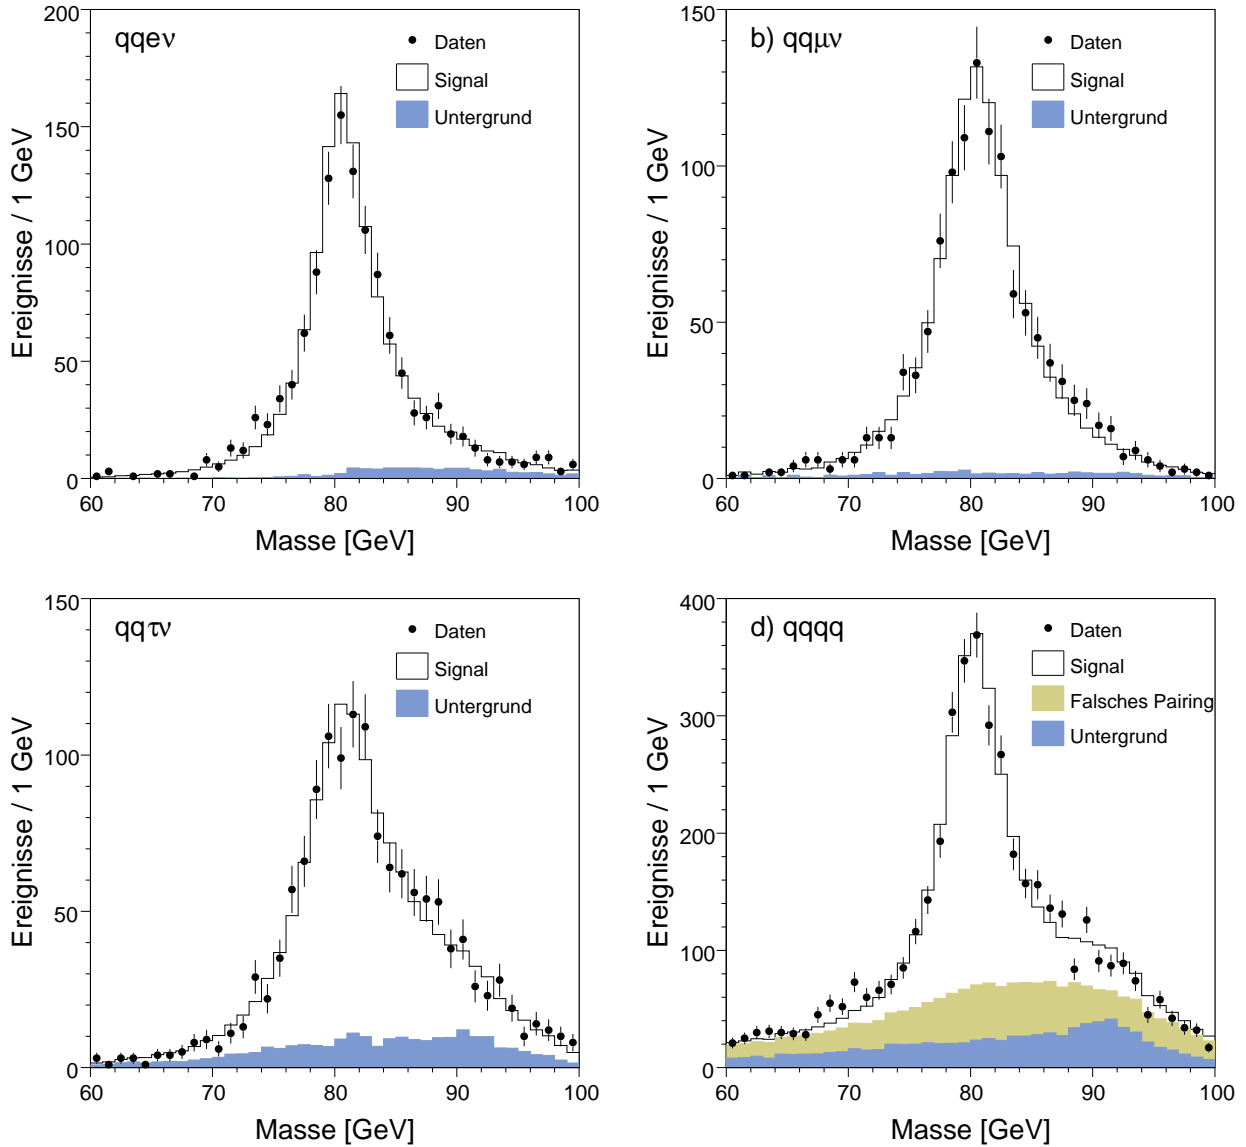 qqeν
Daten
Signal
Untergrund
200
150
100
50
0
Ereignisse / 1 GeV
60 70 80 90 100
Masse [GeV]
b) qqμν
Daten
Signal
Untergrund
150
100
50
0
Ereignisse / 1 GeV
60 70 80 90 100
Masse [GeV]
qqτν
Daten
Signal
Untergrund
150
100
50
0
Ereignisse / 1 GeV
60 70 80 90 100
Masse [GeV]
d) qqqq
Daten
Signal
Falsches Pairing
Untergrund
400
300
200
100
0
Ereignisse / 1 GeV
60 70 80 90 100
Masse [GeV]